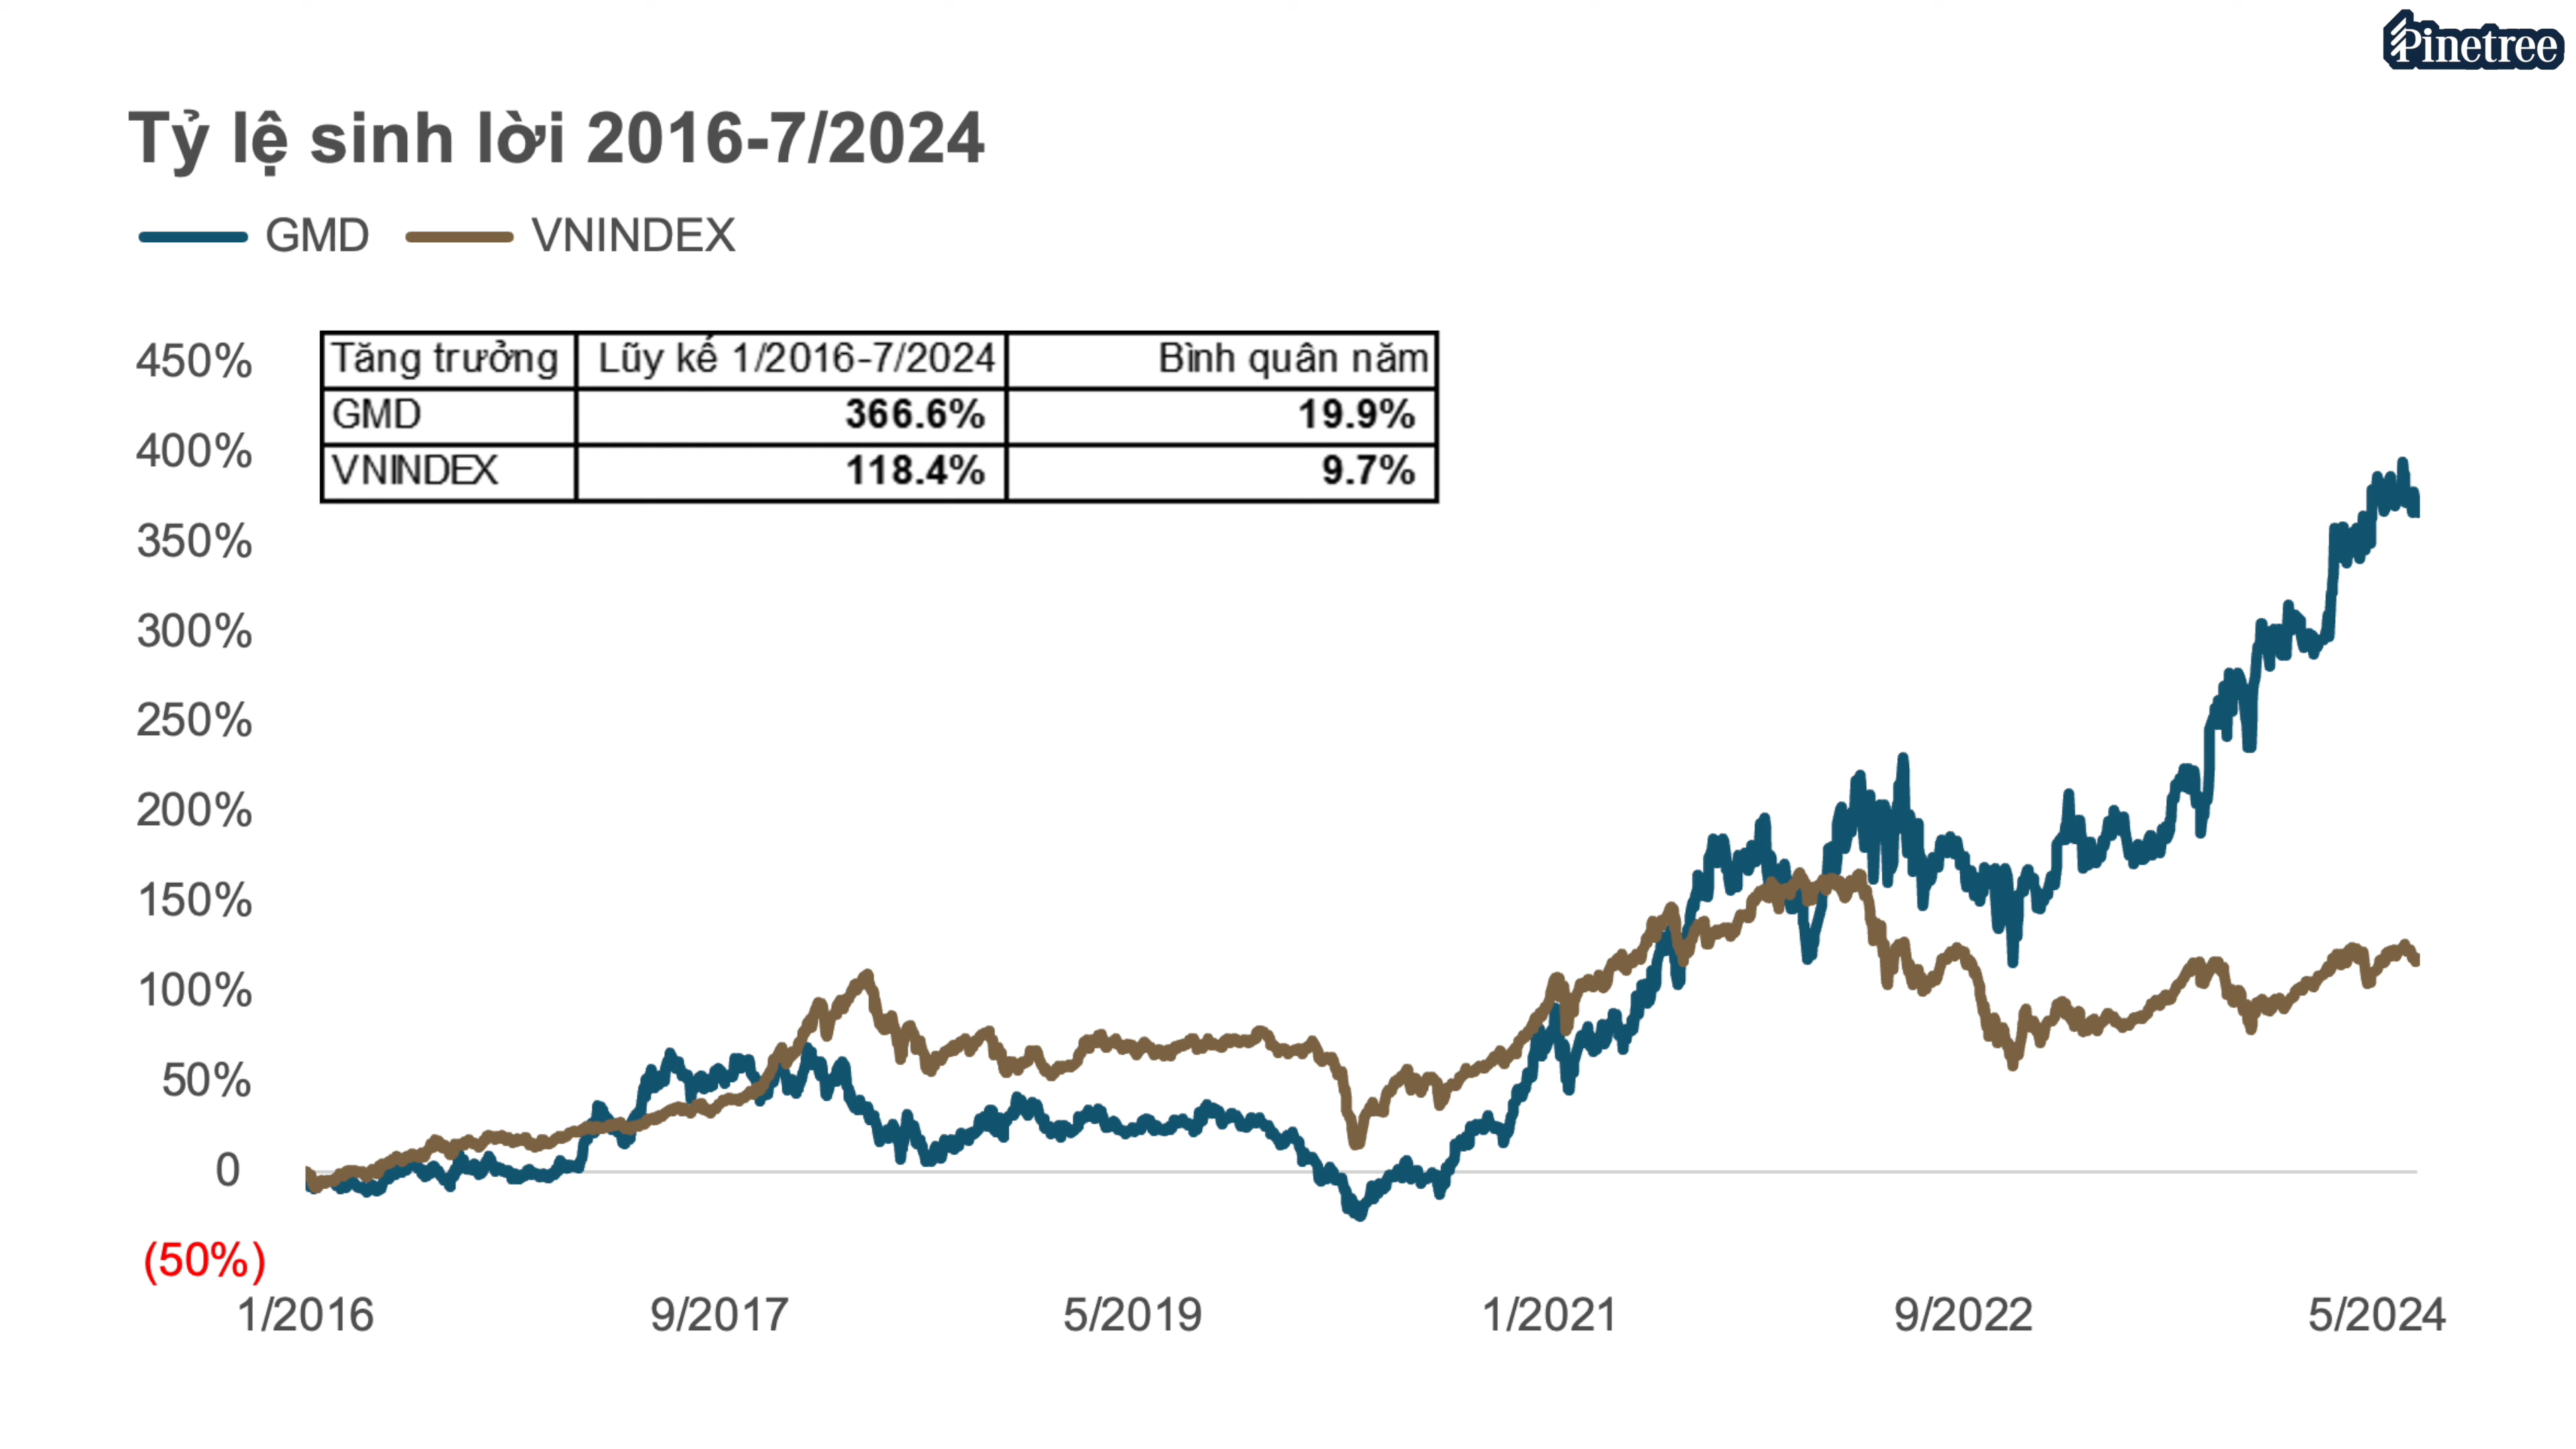 Pinetree
Tỷ lệ sinh lời 2016-7/2024
GMD VNINDEX
Tăng trưởng Lũy kế 1/2016-7/2024 Bình quân năm
GMD 366.6% 19.9%
VNINDEX 118.4% 9.7%
450%
400%
350%
300%
250%
200%
150%
100%
50%
0
(50%)
1/2016 9/2017 5/2019 1/2021 9/2022 5/2024